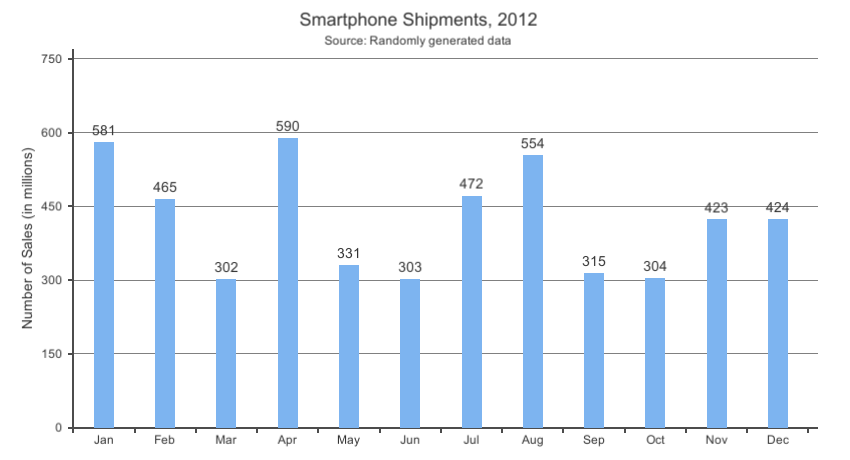 Smartphone Shipments, 2012
Source: Randomly generated data
Number of Sales (in millions)
750
600
450
300
150
0
581
465
302
590
331
303
472
554
315
304
423
424
Jan
Feb
Mar
Apr
May
Jun
Jul
Aug
Sep
Oct
Nov
Dec